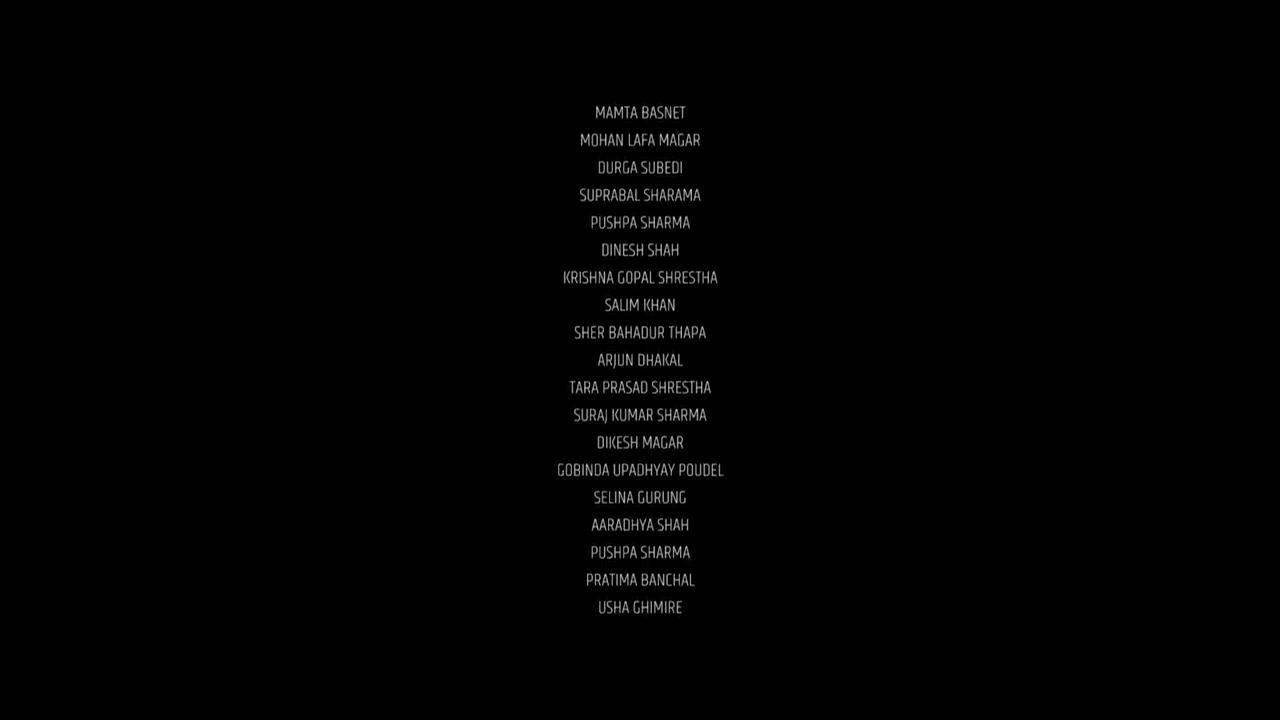 MAMTA BASNET
MOHAN LAFA MAGAR
DURGA SUBEDI
SUPRABAL SHARAMA
PUSHPA SHARMA
DINESH SHAH
KRISHNA GOPAL SHRESTHA
SALIM KHAN
SHER BAHADUR THAPA
ARJUN DHAKAL
TARA PRASAD SHRESTHA
SURAJ KUMAR SHARMA
DIKESH MAGAR
GOBINDA UPADHYAY POUDEL
SELINA GURUNG
AARADHYA SHAH
PUSHPA SHARMA
PRATIMA BANCHAL
USHA GHIMIRE